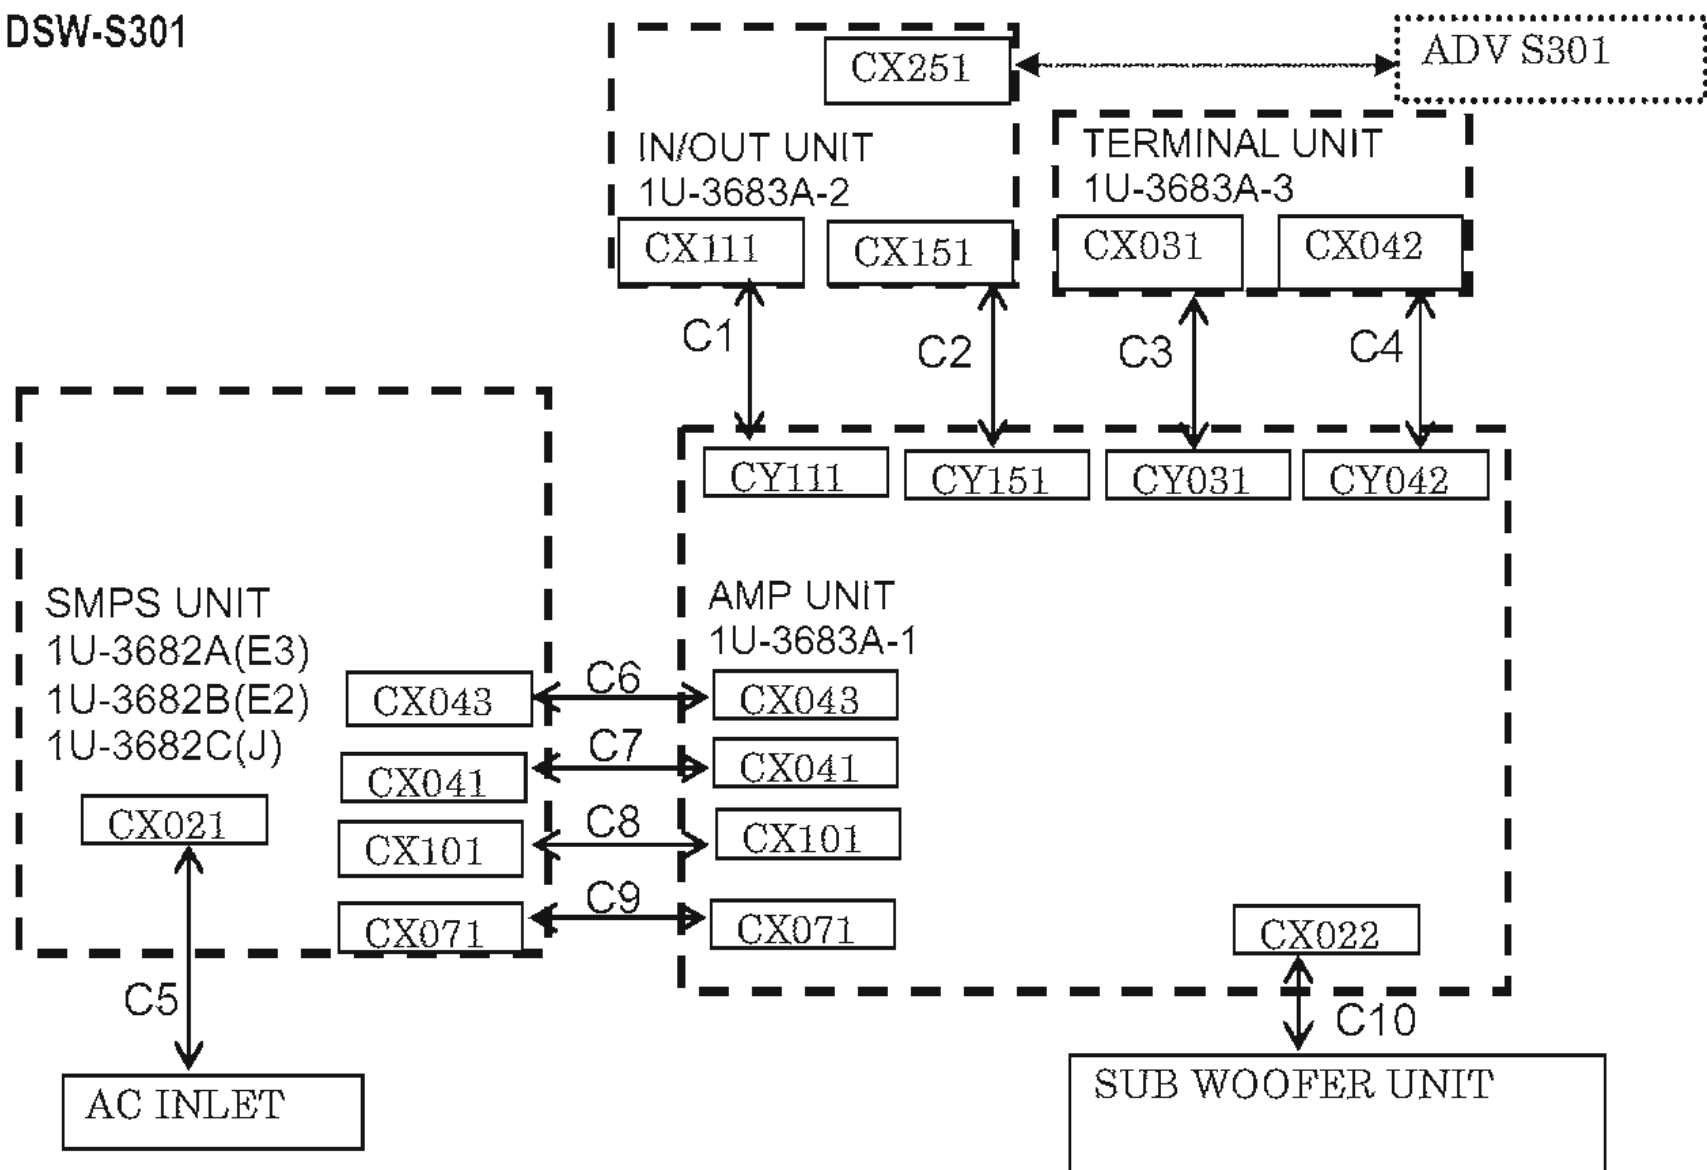 DSW-S301
CX251
ADV S301
IN/OUT UNIT
1U-3683A-2
TERMINAL UNIT
1U-3683A-3
CX111
CX151
CX031
CX042
C1
C2
C3
C4
CY111
CY151
CY031
CY042
SMPS UNIT
1U-3682A(E3)
1U-3682B(E2)
1U-3682C(J)
AMP UNIT
1U-3683A-1
CX043
C6
CX043
CX041
C7
CX041
CX021
CX101
C8
CX101
CX071
C9
CX071
CX022
C5
C10
AC INLET
SUB WOOFER UNIT